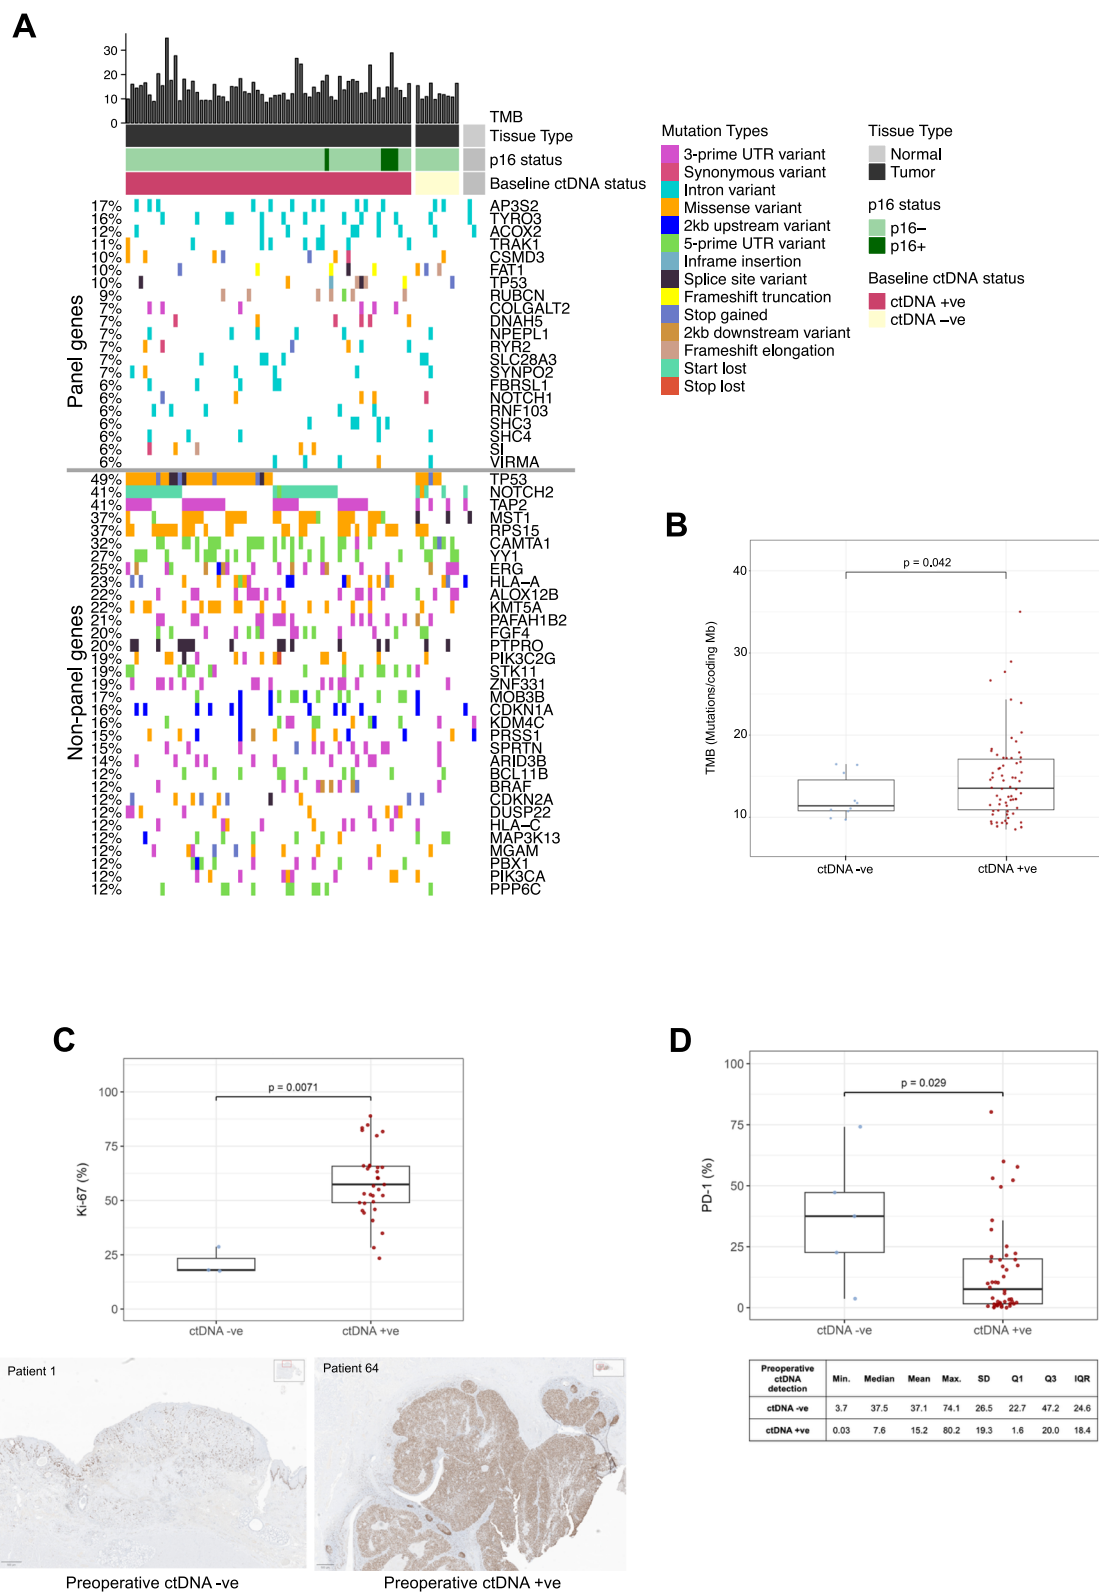 A
30
20
10
0
TMB
Tissue Type
p16 status
Baseline ctDNA status
Mutation Types
3-prime UTR variant
Synonymous variant
Intron variant
Missense variant
2kb upstream variant
5-prime UTR variant
Inframe insertion
Splice site variant
Frameshift truncation
Stop gained
2kb downstream variant
Frameshift elongation
Start lost
Stop lost
Tissue Type
Normal
Tumor
p16 status
p16−
p16+
Baseline ctDNA status
ctDNA +ve
ctDNA −ve
Panel genes
17% AP3S2
16% TYRO3
12% ACOX2
11% TRAK1
10% CSMD3
10% FAT1
10% TP53
9% RUBCN
7% COLGALT2
7% DNAH5
7% NPEPL1
7% RYR2
7% SLC28A3
7% SYNPO2
6% FBRSL1
6% NOTCH1
6% RNF103
6% SHC3
6% SHC4
6% SI
6% VIRMA
Non−panel genes
49% TP53
41% NOTCH2
41% TAP2
37% MST1
37% RPS15
32% CAMTA1
27% YY1
25% ERG
23% HLA−A
22% ALOX12B
22% KMT5A
21% PAFAH1B2
20% FGF4
20% PTPRO
19% PIK3C2G
19% STK11
19% ZNF331
17% MOB3B
16% CDKN1A
16% KDM4C
15% PRSS1
15% SPRTN
14% ARID3B
12% BCL11B
12% BRAF
12% CDKN2A
12% DUSP22
12% HLA−C
12% MAP3K13
12% MGAM
12% PBX1
12% PIK3CA
12% PPP6C
B
TMB (Mutations/coding Mb)
40
30
20
10
p = 0.042
ctDNA -ve
ctDNA +ve
C
Ki-67 (%)
100
75
50
25
0
p = 0.0071
ctDNA -ve
ctDNA +ve
Patient 1
Patient 64
Preoperative ctDNA -ve
Preoperative ctDNA +ve
D
PD-1 (%)
100
75
50
25
0
p = 0.029
ctDNA -ve
ctDNA +ve
Preoperative ctDNA detection Min. Median Mean Max. SD Q1 Q3 IQR
ctDNA -ve 3.7 37.5 37.1 74.1 26.5 22.7 47.2 24.6
ctDNA +ve 0.03 7.6 15.2 80.2 19.3 1.6 20.0 18.4